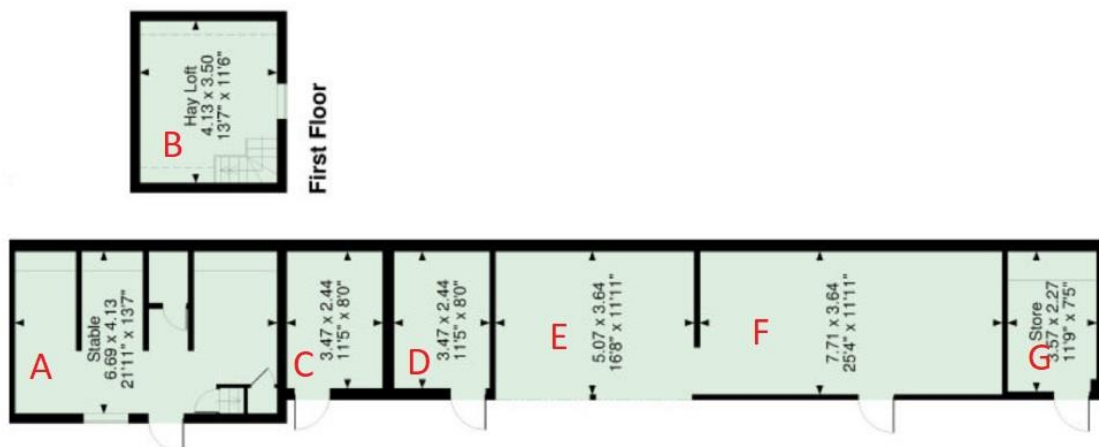 Hay Loft
4.13 x 3.50
13'7" x 11'6"
B
First Floor
A
Stable
6.69 x 4.13
21'11" x 13'7"
C
3.47 x 2.44
11'5" x 8'0"
D
3.47 x 2.44
11'5" x 8'0"
E
5.07 x 3.64
16'8" x 11'11"
F
7.71 x 3.64
25'4" x 11'11"
G
Store
3.57 x 2.27
11'9" x 7'5"